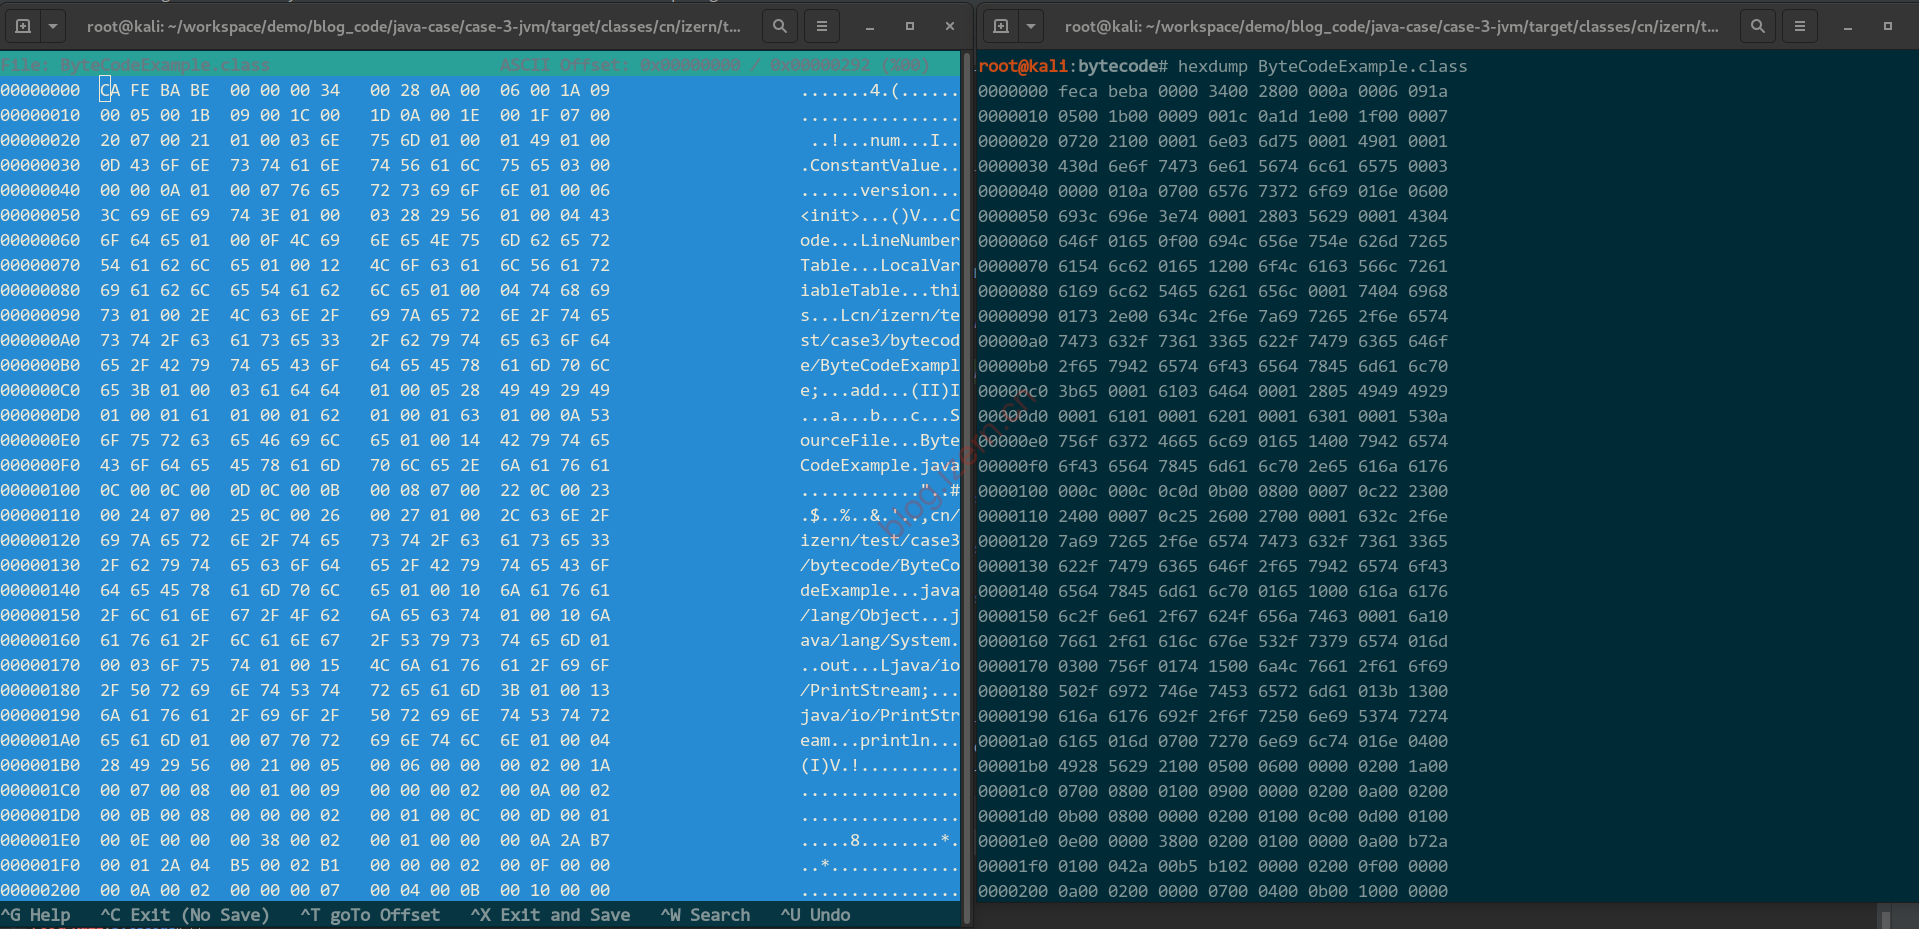 root@kali: ~/workspace/demo/blog_code/java-case/case-3-jvm/target/classes/cn/izern/t...
File: ByteCodeExample.class ASCII Offset: 0x00000000 / 0x00000292 (%00)
00000000 CA FE BA BE 00 00 00 34 00 28 0A 00 06 00 1A 09 .......4.(......
00000010 00 05 00 1B 09 00 1C 00 1D 0A 00 1E 00 1F 07 00 ................
00000020 20 07 00 21 01 00 03 6E 75 6D 01 00 01 49 01 00 ..!...num...I..
00000030 0D 43 6F 6E 73 74 61 6E 74 56 61 6C 75 65 03 00 .ConstantValue..
00000040 00 00 0A 01 00 07 76 65 72 73 69 6F 6E 01 00 06 ......version...
00000050 3C 69 6E 69 74 3E 01 00 03 28 29 56 01 00 04 43 <init>...()V...C
00000060 6F 64 65 01 00 0F 4C 69 6E 65 4E 75 6D 62 65 72 ode...LineNumber
00000070 54 61 62 6C 65 01 00 12 4C 6F 63 61 6C 56 61 72 Table...LocalVar
00000080 69 61 62 6C 65 54 61 62 6C 65 01 00 04 74 68 69 iableTable...thi
00000090 73 01 00 2E 4C 63 6E 2F 69 7A 65 72 6E 2F 74 65 s...Lcn/izern/te
000000A0 73 74 2F 63 61 73 65 33 2F 62 79 74 65 63 6F 64 st/case3/bytecod
000000B0 65 2F 42 79 74 65 43 6F 64 65 45 78 61 6D 70 6C e/ByteCodeExampl
000000C0 65 3B 01 00 03 61 64 64 01 00 05 28 49 49 29 49 e;...add...(II)I
000000D0 01 00 01 61 01 00 01 62 01 00 01 63 01 00 0A 53 ...a...b...c...S
000000E0 6F 75 72 63 65 46 69 6C 65 01 00 14 42 79 74 65 ourceFile...Byte
000000F0 43 6F 64 65 45 78 61 6D 70 6C 65 2E 6A 61 76 61 CodeExample.java
00000100 0C 00 0C 00 0D 0C 00 0B 00 08 07 00 22 0C 00 23 ............"..#
00000110 00 24 07 00 25 0C 00 26 00 27 01 00 2C 63 6E 2F .$..%..&.'..,cn/
00000120 69 7A 65 72 6E 2F 74 65 73 74 2F 63 61 73 65 33 izern/test/case3
00000130 2F 62 79 74 65 63 6F 64 65 2F 42 79 74 65 43 6F /bytecode/ByteCo
00000140 64 65 45 78 61 6D 70 6C 65 01 00 10 6A 61 76 61 deExample...java
00000150 2F 6C 61 6E 67 2F 4F 62 6A 65 63 74 01 00 10 6A /lang/Object...j
00000160 61 76 61 2F 6C 61 6E 67 2F 53 79 73 74 65 6D 01 ava/lang/System.
00000170 00 03 6F 75 74 01 00 15 4C 6A 61 76 61 2F 69 6F ..out...Ljava/io
00000180 2F 50 72 69 6E 74 53 74 72 65 61 6D 3B 01 00 13 /PrintStream;...
00000190 6A 61 76 61 2F 69 6F 2F 50 72 69 6E 74 53 74 72 java/io/PrintStr
000001A0 65 61 6D 01 00 07 70 72 69 6E 74 6C 6E 01 00 04 eam...println...
000001B0 28 49 29 56 00 21 00 05 00 06 00 00 00 02 00 1A (I)V.!..........
000001C0 00 07 00 08 00 01 00 09 00 00 00 02 00 0A 00 02 ................
000001D0 00 0B 00 08 00 00 00 02 00 01 00 0C 00 0D 00 01 ................
000001E0 00 0E 00 00 00 38 00 02 00 01 00 00 00 0A 2A B7 .....8........*.
000001F0 00 01 2A 04 B5 00 02 B1 00 00 00 02 00 0F 00 00 ..*.............
00000200 00 0A 00 02 00 00 00 07 00 04 00 0B 00 10 00 00 ................
^G Help ^C Exit (No Save) ^T goTo Offset ^X Exit and Save ^W Search ^U Undo
root@kali: ~/workspace/demo/blog_code/java-case/case-3-jvm/target/classes/cn/izern/t...
root@kali:bytecode# hexdump ByteCodeExample.class
0000000 feca beba 0000 3400 2800 000a 0006 091a
0000010 0500 1b00 0009 001c 0a1d 1e00 1f00 0007
0000020 0720 2100 0001 6e03 6d75 0001 4901 0001
0000030 430d 6e6f 7473 6e61 5674 6c61 6575 0003
0000040 0000 010a 0700 6576 7372 6f69 016e 0600
0000050 693c 696e 3e74 0001 2803 5629 0001 4304
0000060 646f 0165 0f00 694c 656e 754e 626d 7265
0000070 6154 6c62 0165 1200 6f4c 6163 566c 7261
0000080 6169 6c62 5465 6261 656c 0001 7404 6968
0000090 0173 2e00 634c 2f6e 7a69 7265 2f6e 6574
00000a0 7473 632f 7361 3365 622f 7479 6365 646f
00000b0 2f65 7942 6574 6f43 6564 7845 6d61 6c70
00000c0 3b65 0001 6103 6464 0001 2805 4949 4929
00000d0 0001 6101 0001 6201 0001 6301 0001 530a
00000e0 756f 6372 4665 6c69 0165 1400 7942 6574
00000f0 6f43 6564 7845 6d61 6c70 2e65 616a 6176
0000100 000c 000c 0c0d 0b00 0800 0007 0c22 2300
0000110 2400 0007 0c25 2600 2700 0001 632c 2f6e
0000120 7a69 7265 2f6e 6574 7473 632f 7361 3365
0000130 622f 7479 6365 646f 2f65 7942 6574 6f43
0000140 6564 7845 6d61 6c70 0165 1000 616a 6176
0000150 6c2f 6e61 2f67 624f 656a 7463 0001 6a10
0000160 7661 2f61 616c 676e 532f 7379 6574 016d
0000170 0300 756f 0174 1500 6a4c 7661 2f61 6f69
0000180 502f 6972 746e 7453 6572 6d61 013b 1300
0000190 616a 6176 692f 2f6f 7250 6e69 5374 7274
00001a0 6165 016d 0700 7270 6e69 6c74 016e 0400
00001b0 4928 5629 2100 0500 0600 0000 0200 1a00
00001c0 0700 0800 0100 0900 0000 0200 0a00 0200
00001d0 0b00 0800 0000 0200 0100 0c00 0d00 0100
00001e0 0e00 0000 3800 0200 0100 0000 0a00 b72a
00001f0 0100 042a 00b5 b102 0000 0200 0f00 0000
0000200 0a00 0200 0000 0700 0400 0b00 1000 0000
blog.izern.cn